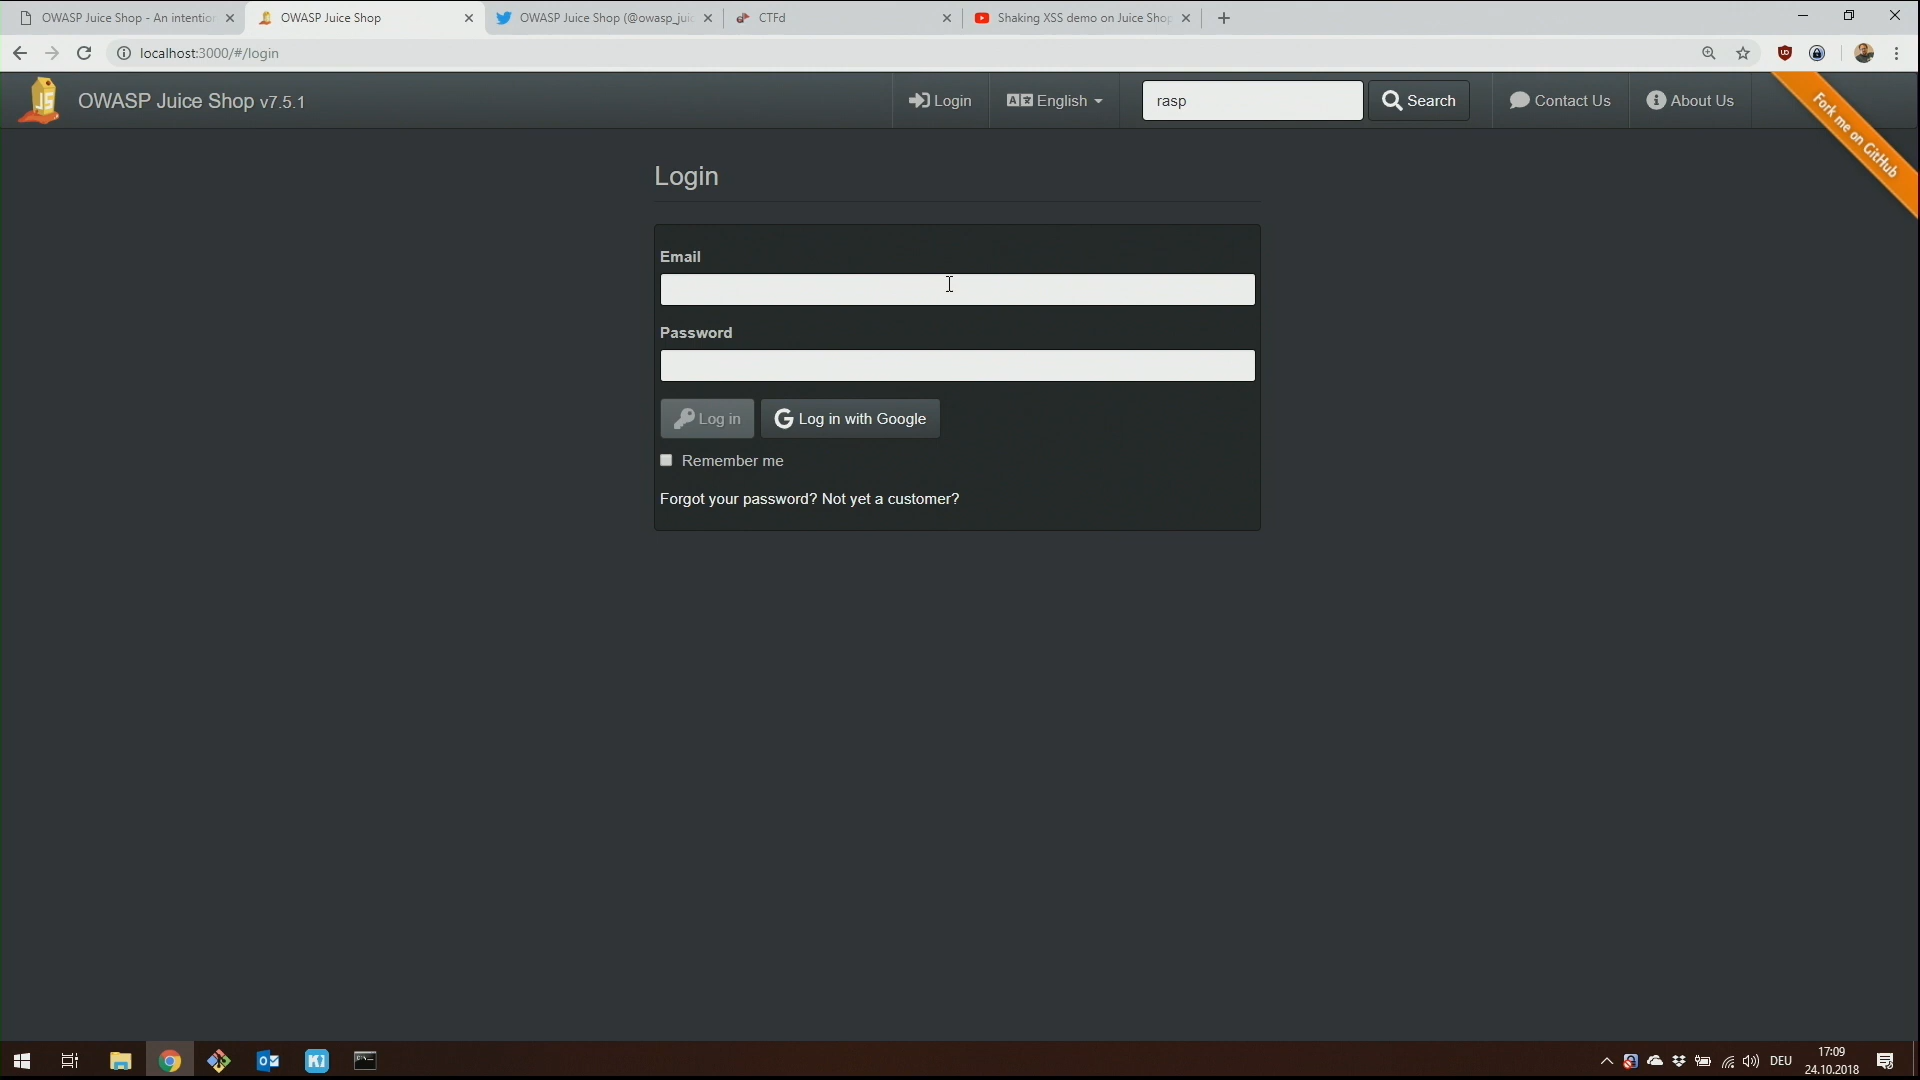 OWASP Juice Shop - An intentior
OWASP Juice Shop
OWASP Juice Shop (@owasp_juic
CTFd
Shaking XSS demo on Juice Shop
localhost:3000/#/login
JS
OWASP Juice Shop v7.5.1
Login
English
rasp
Search
Contact Us
About Us
Fork me on GitHub
Login
Email
Password
Log in
G Log in with Google
Remember me
Forgot your password? Not yet a customer?
DEU
17:09
24.10.2018